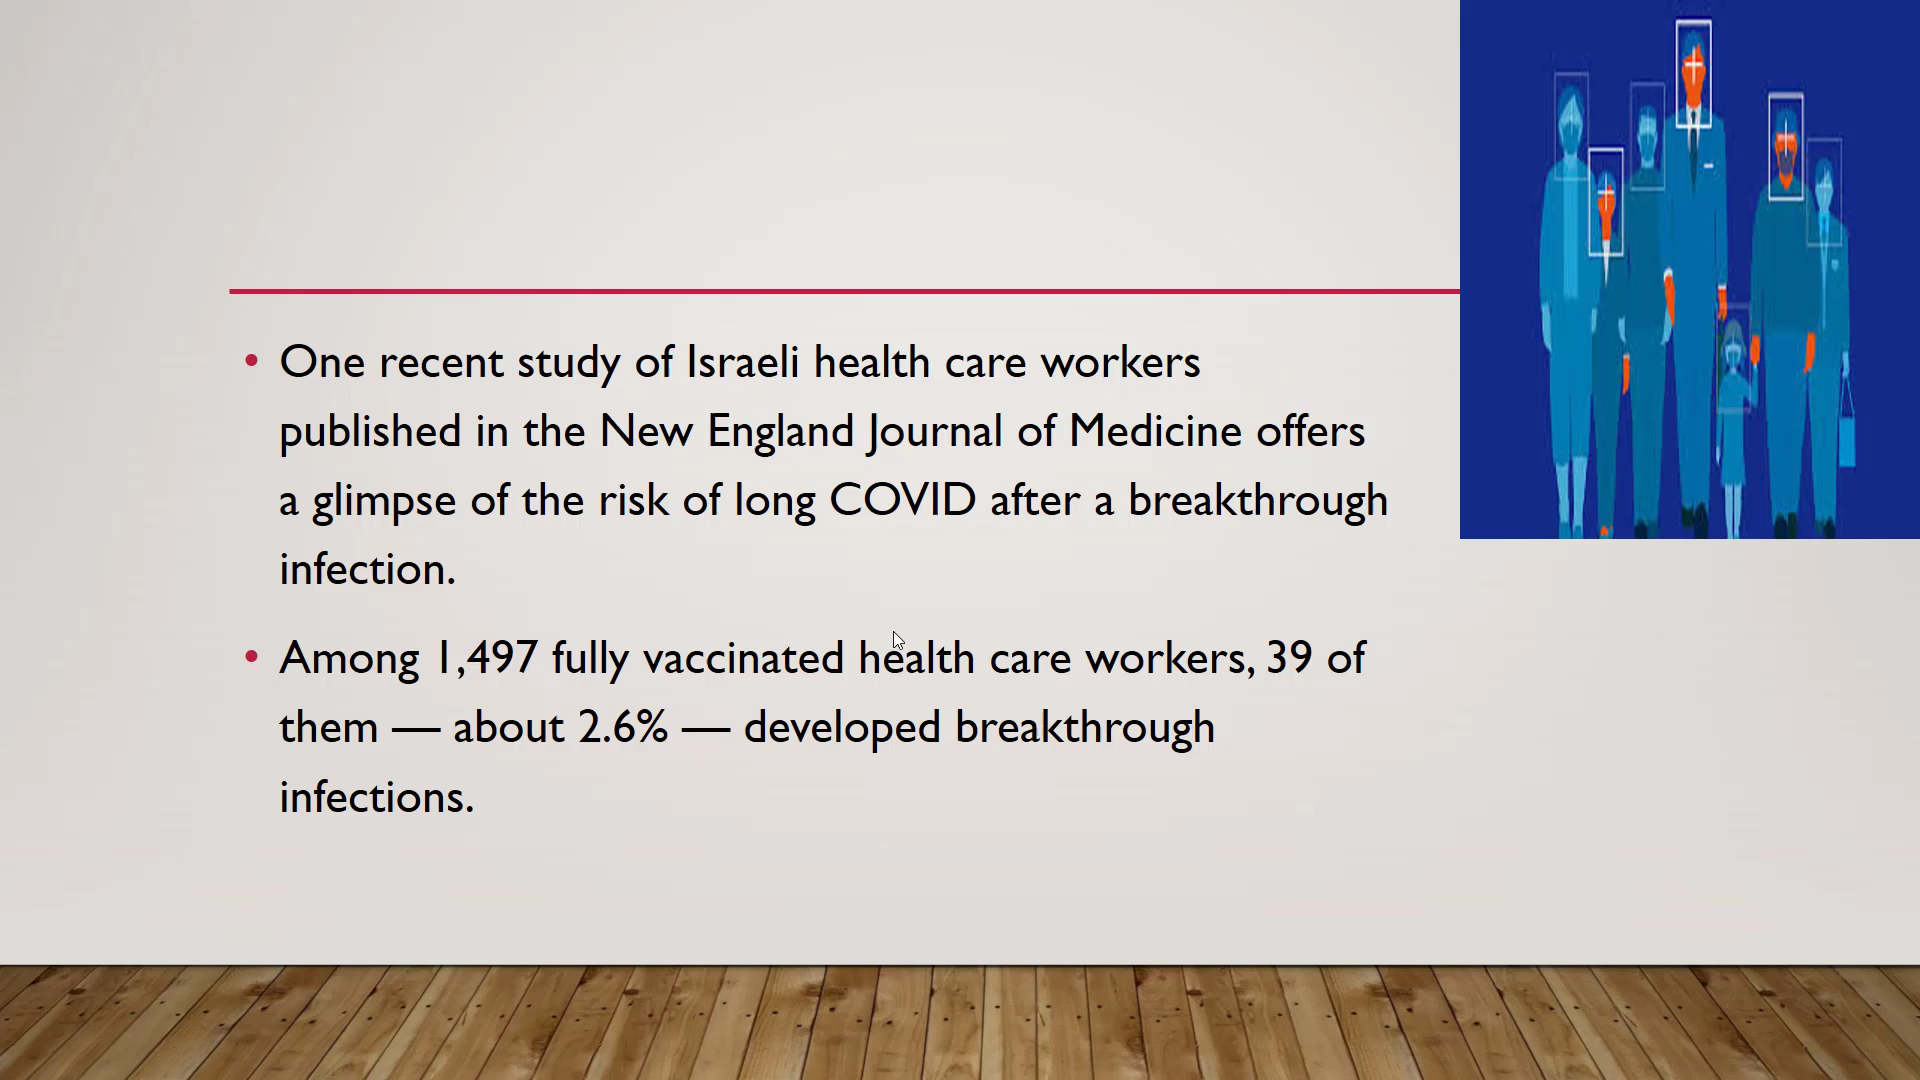 • One recent study of Israeli health care workers
published in the New England Journal of Medicine offers
a glimpse of the risk of long COVID after a breakthrough
infection.
• Among 1,497 fully vaccinated health care workers, 39 of
them — about 2.6% — developed breakthrough
infections.